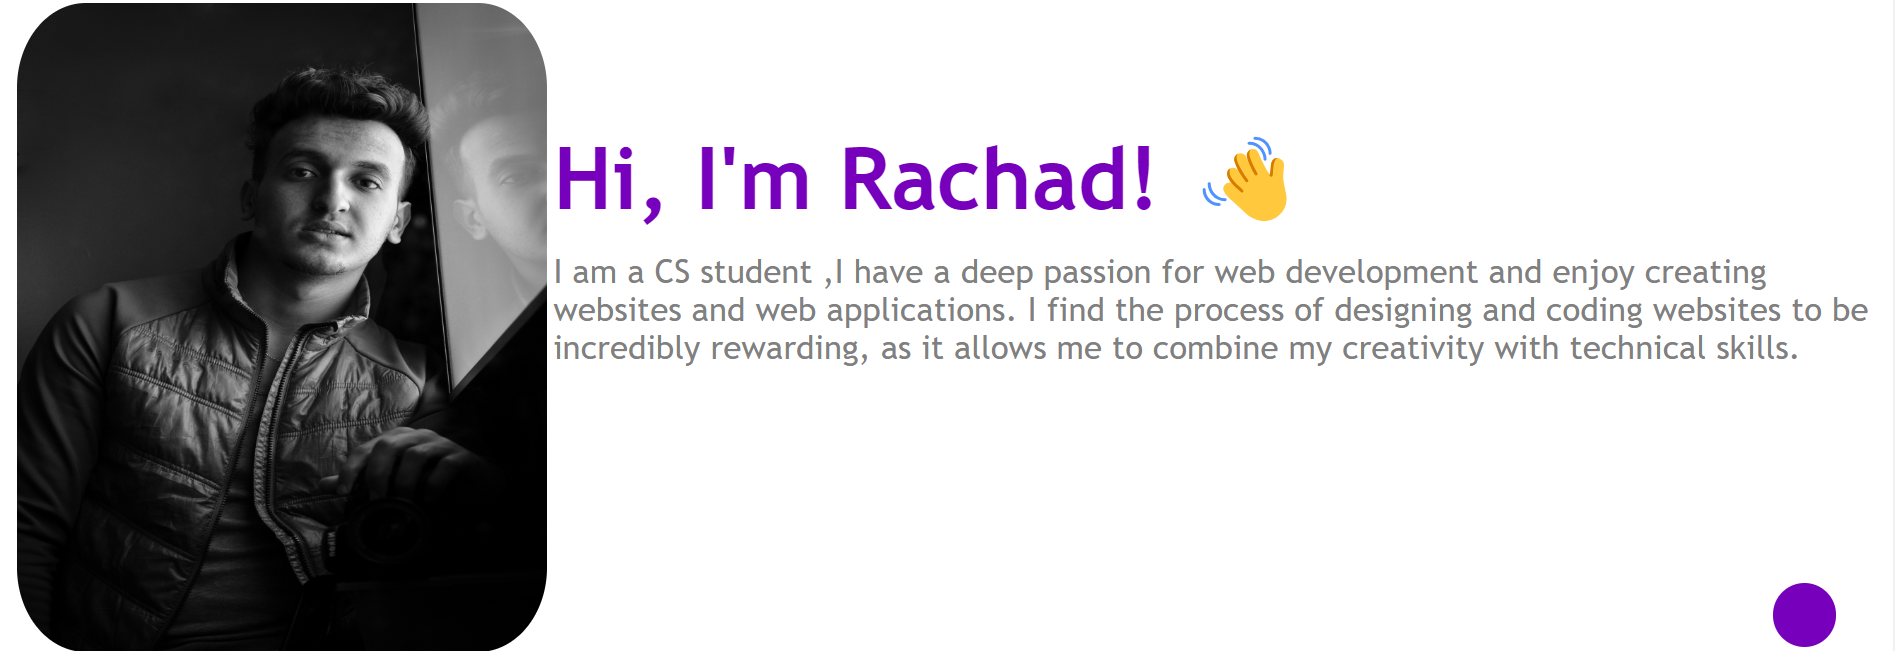 Hi, I'm Rachad! 👋
I am a CS student ,I have a deep passion for web development and enjoy creating
websites and web applications. I find the process of designing and coding websites to be
incredibly rewarding, as it allows me to combine my creativity with technical skills.